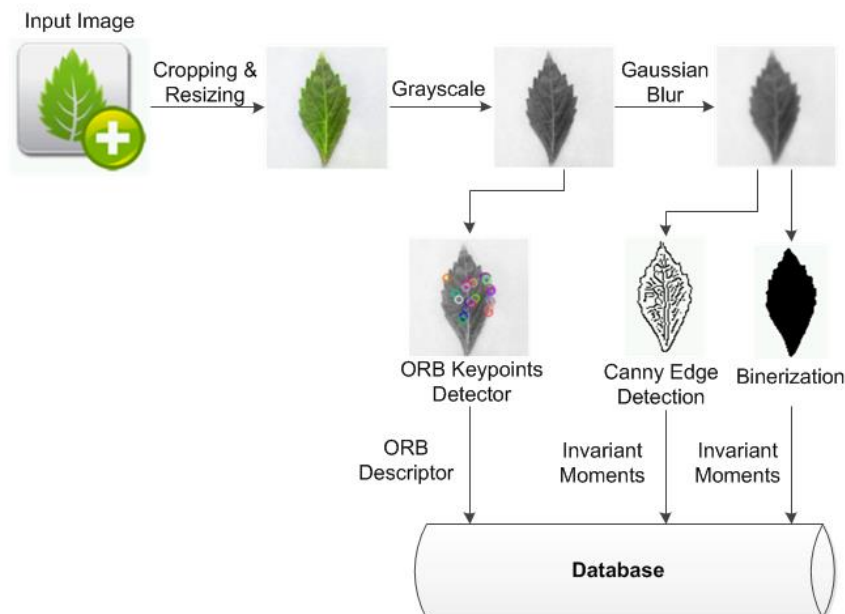 Input Image
Cropping &
Resizing
Grayscale
Gaussian
Blur
ORB Keypoints
Detector
Canny Edge
Detection
Binerization
ORB
Descriptor
Invariant
Moments
Invariant
Moments
Database